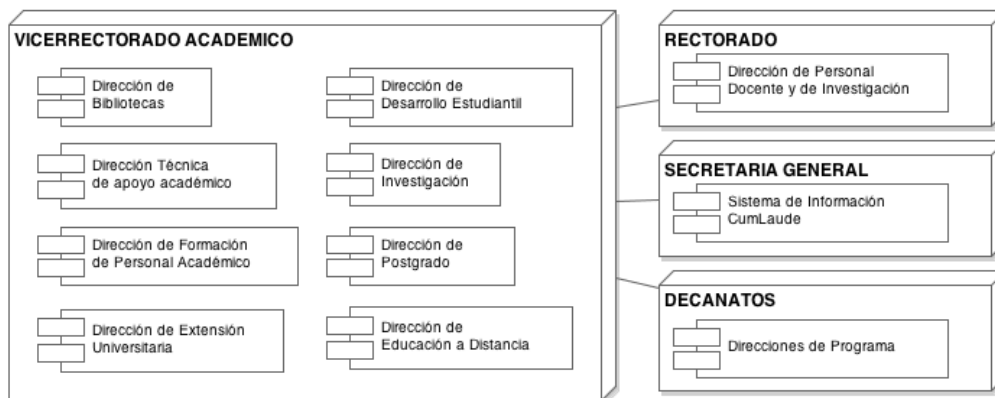 VICERRECTORADO ACADEMICO
Dirección de
Bibliotecas
Dirección de
Desarrollo Estudiantil
Dirección Técnica
de apoyo académico
Dirección de
Investigación
Dirección de Formación
de Personal Académico
Dirección de
Postgrado
Dirección de Extensión
Universitaria
Dirección de
Educación a Distancia
RECTORADO
Dirección de Personal
Docente y de Investigación
SECRETARIA GENERAL
Sistema de Información
CumLaude
DECANATOS
Direcciones de Programa